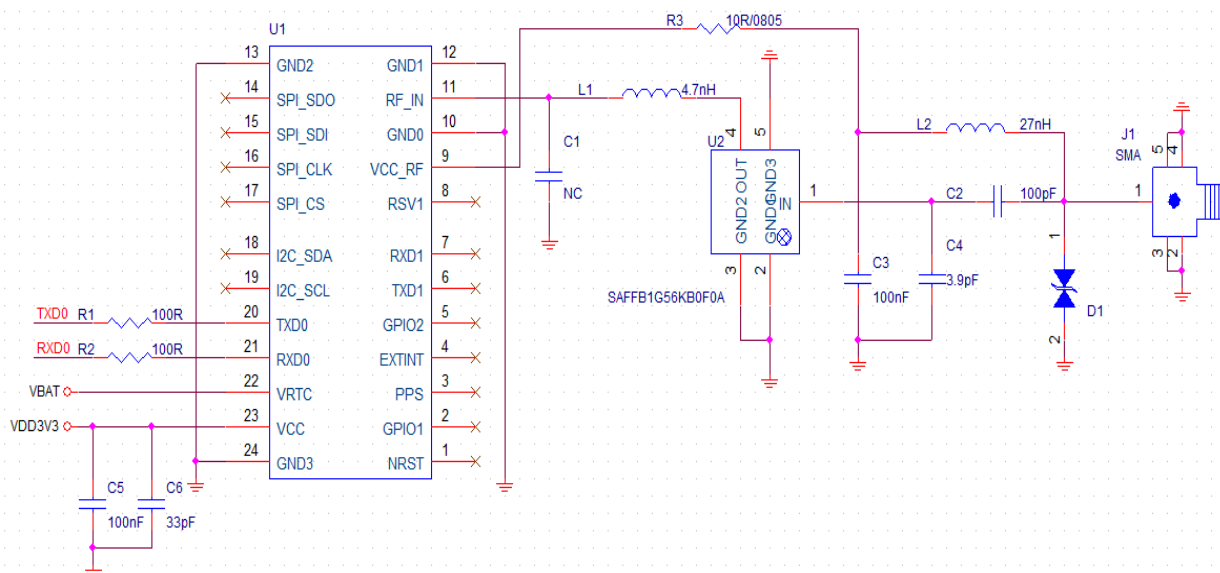 R3 10R/0805
U1
13 GND2 GND1 12
14 SPI_SDO RF_IN 11
L1 4.7nH
15 SPI_SDI GND0 10
16 SPI_CLK VCC_RF 9
17 SPI_CS RSV1 8
18 I2C_SDA RXD1 7
19 I2C_SCL TXD1 6
TXD0 R1 100R 20 TXD0 GPIO2 5
RXD0 R2 100R 21 RXD0 EXTINT 4
VBAT 22 VRTC PPS 3
VDD3V3 23 VCC GPIO1 2
24 GND3 NRST 1
C5
100nF
C6
33pF
C1
NC
U2
4 5
OUT GND3
GND2
IN 1
3 2
SAFFB1G56KB0F0A
L2 27nH
C2 100pF
C3
100nF
C4
3.9pF
J1
SMA
5 4
1
3 2
1
D1
2